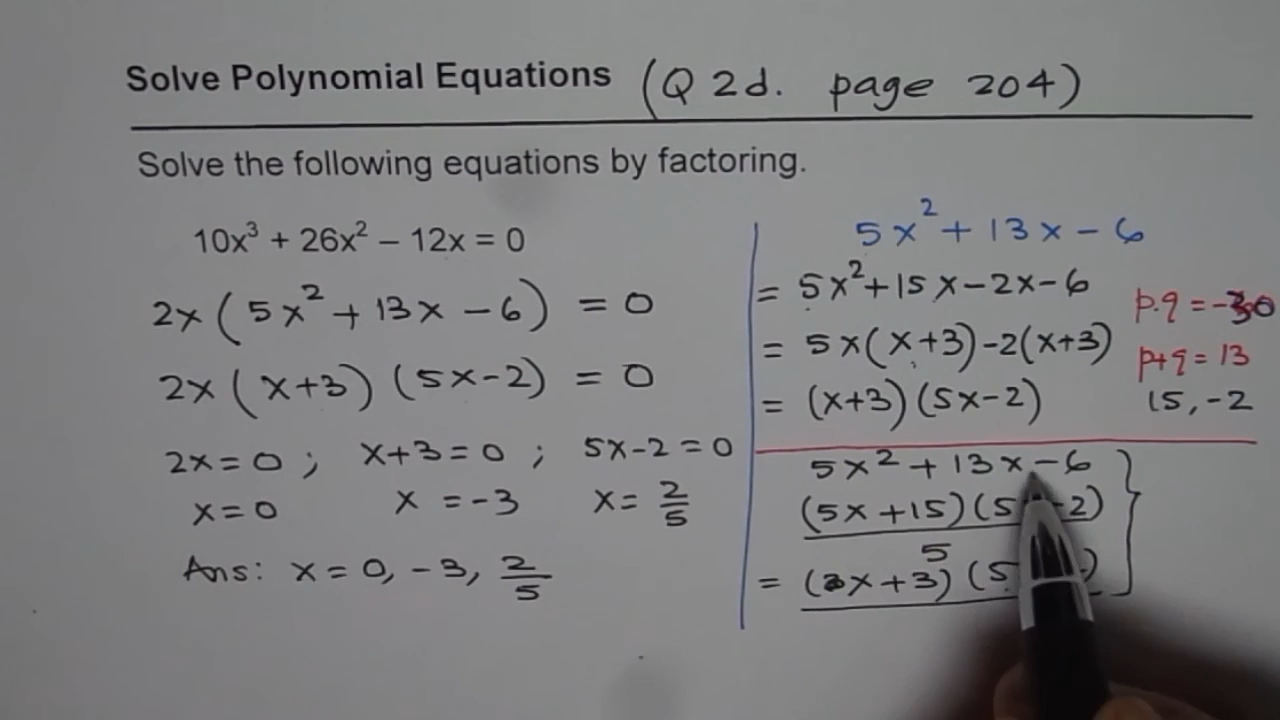 Solve Polynomial Equations (Q 2d. page 204)
Solve the following equations by factoring.
10x³ + 26x² – 12x = 0
2x(5x² + 13x – 6) = 0
2x(x+3)(5x–2) = 0
2x=0; x+3=0; 5x–2=0
x=0 x=–3 x=2/5
Ans: x=0, –3, 2/5
5x² + 13x – 6
= 5x²+15x–2x–6
= 5x(x+3)–2(x+3)
= (x+3)(5x–2)
p.q = –30
p+q = 13
15, –2
5x² + 13x – 6
(5x+15)(5 –2)
5
= (x+3)(5